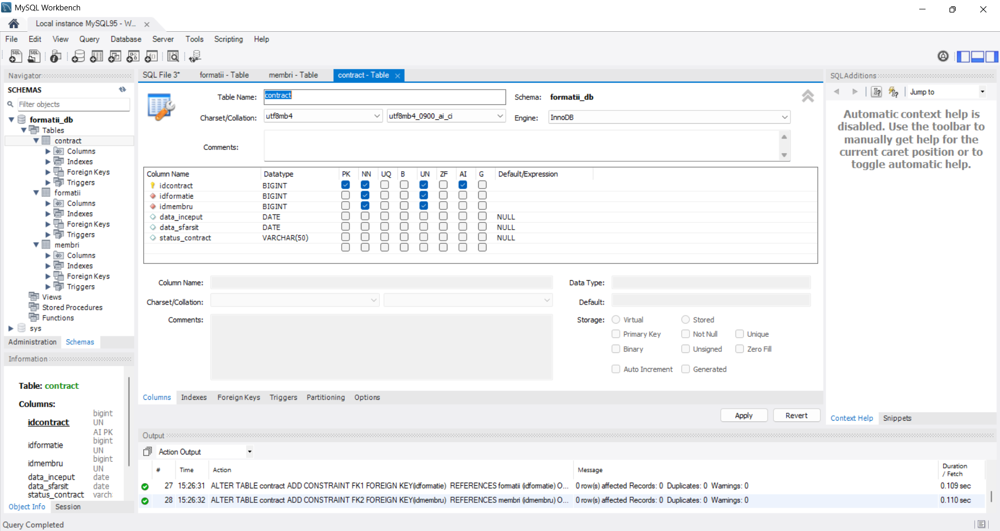 MySQL Workbench
Local instance MySQL95 - W...
File Edit View Query Database Server Tools Scripting Help
Navigator
SCHEMAS
Filter objects
formatii_db
Tables
contract
Columns
Indexes
Foreign Keys
Triggers
formatii
Columns
Indexes
Foreign Keys
Triggers
membri
Columns
Indexes
Foreign Keys
Triggers
Views
Stored Procedures
Functions
sys
Administration Schemas
Information
Table: contract
Columns:
idcontract bigint UN AI PK
idformatie bigint UN
idmembru bigint UN
data_inceput date
data_sfarsit date
status_contract varch
Object Info Session
SQL File 3* formatii - Table membri - Table contract - Table
Table Name: contract Schema: formatii_db
Charset/Collation: utf8mb4 utf8mb4_0900_ai_ci Engine: InnoDB
Comments:
Column Name Datatype PK NN UQ B UN ZF AI G Default/Expression
idcontract BIGINT
idformatie BIGINT
idmembru BIGINT
data_inceput DATE NULL
data_sfarsit DATE NULL
status_contract VARCHAR(50) NULL
Column Name: Data Type:
Charset/Collation: Default:
Comments: Storage: Virtual Stored
Primary Key Not Null Unique
Binary Unsigned Zero Fill
Auto Increment Generated
Columns Indexes Foreign Keys Triggers Partitioning Options
Apply Revert
SQLAdditions
Jump to
Automatic context help is
disabled. Use the toolbar to
manually get help for the
current caret position or to
toggle automatic help.
Context Help Snippets
Output
Action Output
# Time Action Message Duration / Fetch
27 15:26:31 ALTER TABLE contract ADD CONSTRAINT FK1 FOREIGN KEY(idformatie) REFERENCES formatii (idformatie) O... 0 row(s) affected Records: 0 Duplicates: 0 Warnings: 0 0.109 sec
28 15:26:32 ALTER TABLE contract ADD CONSTRAINT FK2 FOREIGN KEY(idmembru) REFERENCES membri (idmembru) O... 0 row(s) affected Records: 0 Duplicates: 0 Warnings: 0 0.110 sec
Query Completed